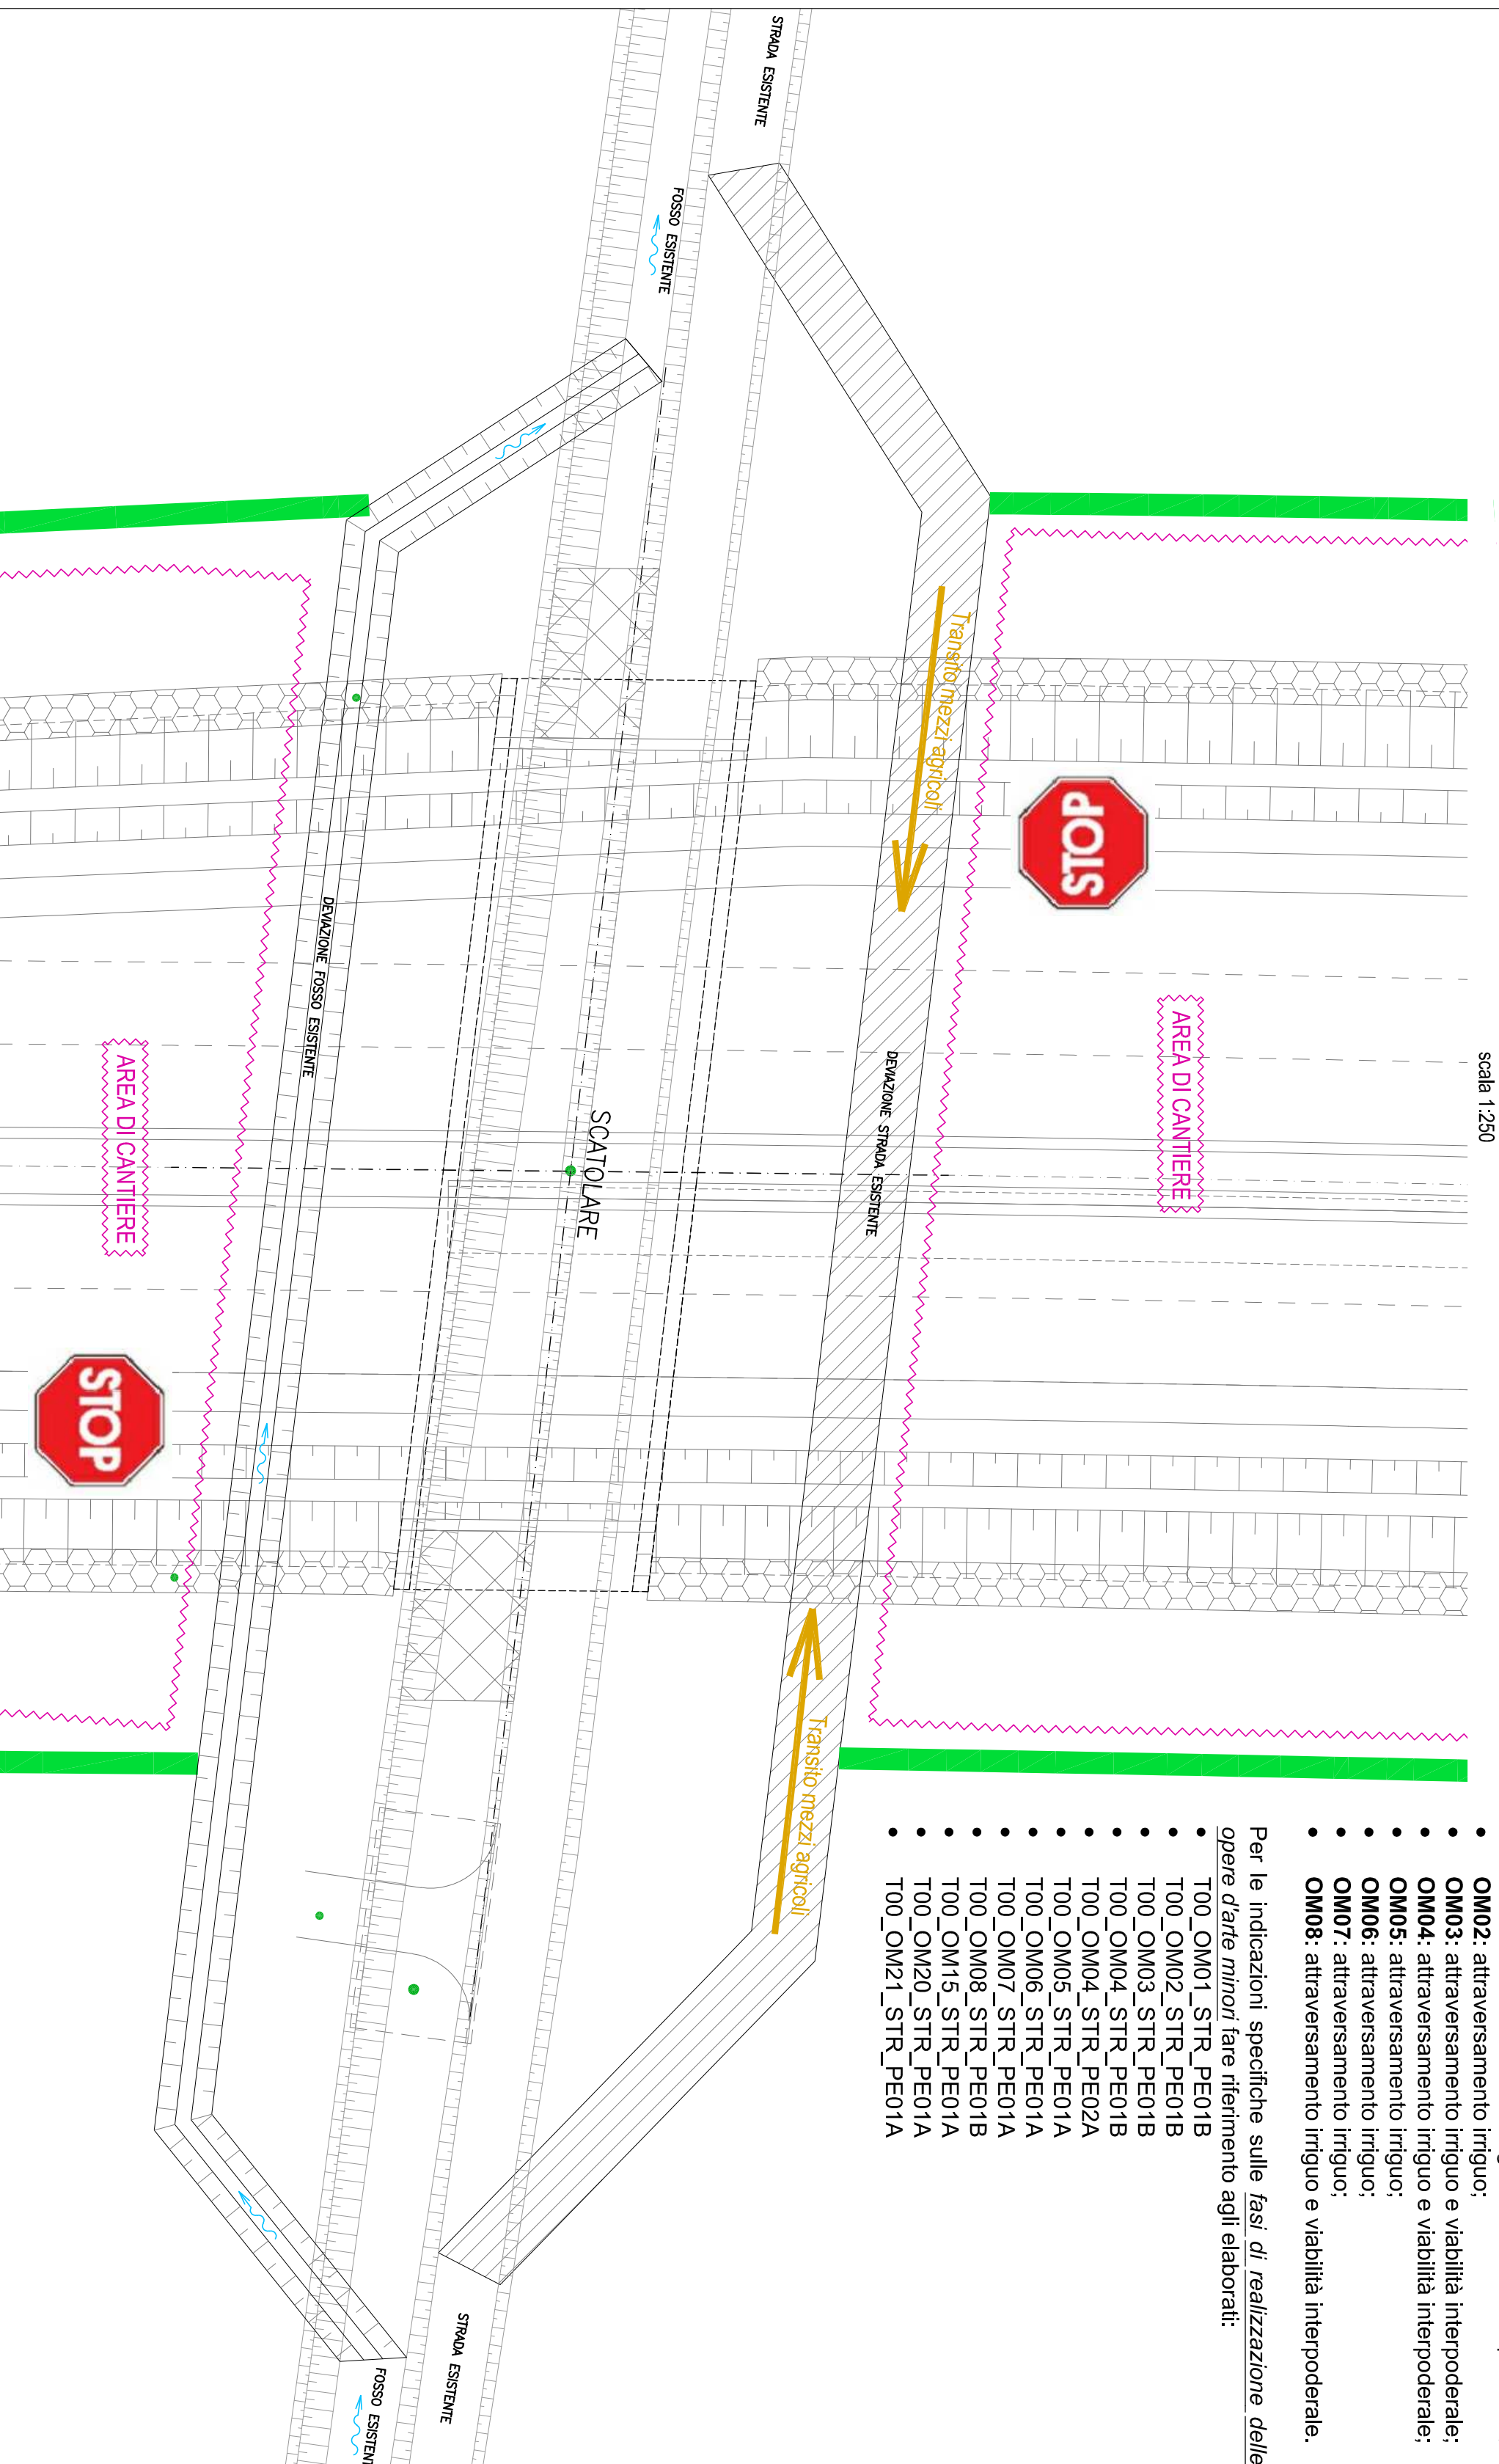 scala 1:250
STRADA ESISTENTE
FOSSO ESISTENTE
Transito mezzi agricoli
STOP
AREA DI CANTIERE
DEVIAZIONE STRADA ESISTENTE
SCATOLARE
DEVIAZIONE FOSSO ESISTENTE
AREA DI CANTIERE
STOP
Transito mezzi agricoli
STRADA ESISTENTE
FOSSO ESISTENT
• OM02: attraversamento irriguo;
• OM03: attraversamento irriguo e viabilità interpoderale;
• OM04: attraversamento irriguo e viabilità interpoderale;
• OM05: attraversamento irriguo;
• OM06: attraversamento irriguo;
• OM07: attraversamento irriguo;
• OM08: attraversamento irriguo e viabilità interpoderale.
Per le indicazioni specifiche sulle fasi di realizzazione delle
opere d'arte minori fare riferimento agli elaborati:
• T00_OM01_STR_PE01B
• T00_OM02_STR_PE01B
• T00_OM03_STR_PE01B
• T00_OM04_STR_PE01B
• T00_OM04_STR_PE02A
• T00_OM05_STR_PE01A
• T00_OM06_STR_PE01A
• T00_OM07_STR_PE01A
• T00_OM08_STR_PE01B
• T00_OM15_STR_PE01A
• T00_OM20_STR_PE01A
• T00_OM21_STR_PE01A